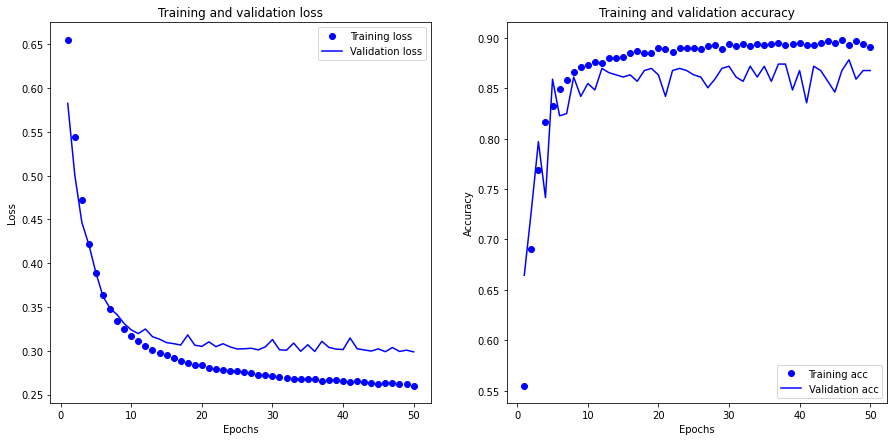 Training and validation loss
Training loss
Validation loss
0.65
0.60
0.55
0.50
0.45
0.40
0.35
0.30
0.25
Loss
0
10
20
30
40
50
Epochs
Training and validation accuracy
0.90
0.85
0.80
0.75
0.70
0.65
0.60
0.55
Accuracy
Training acc
Validation acc
0
10
20
30
40
50
Epochs